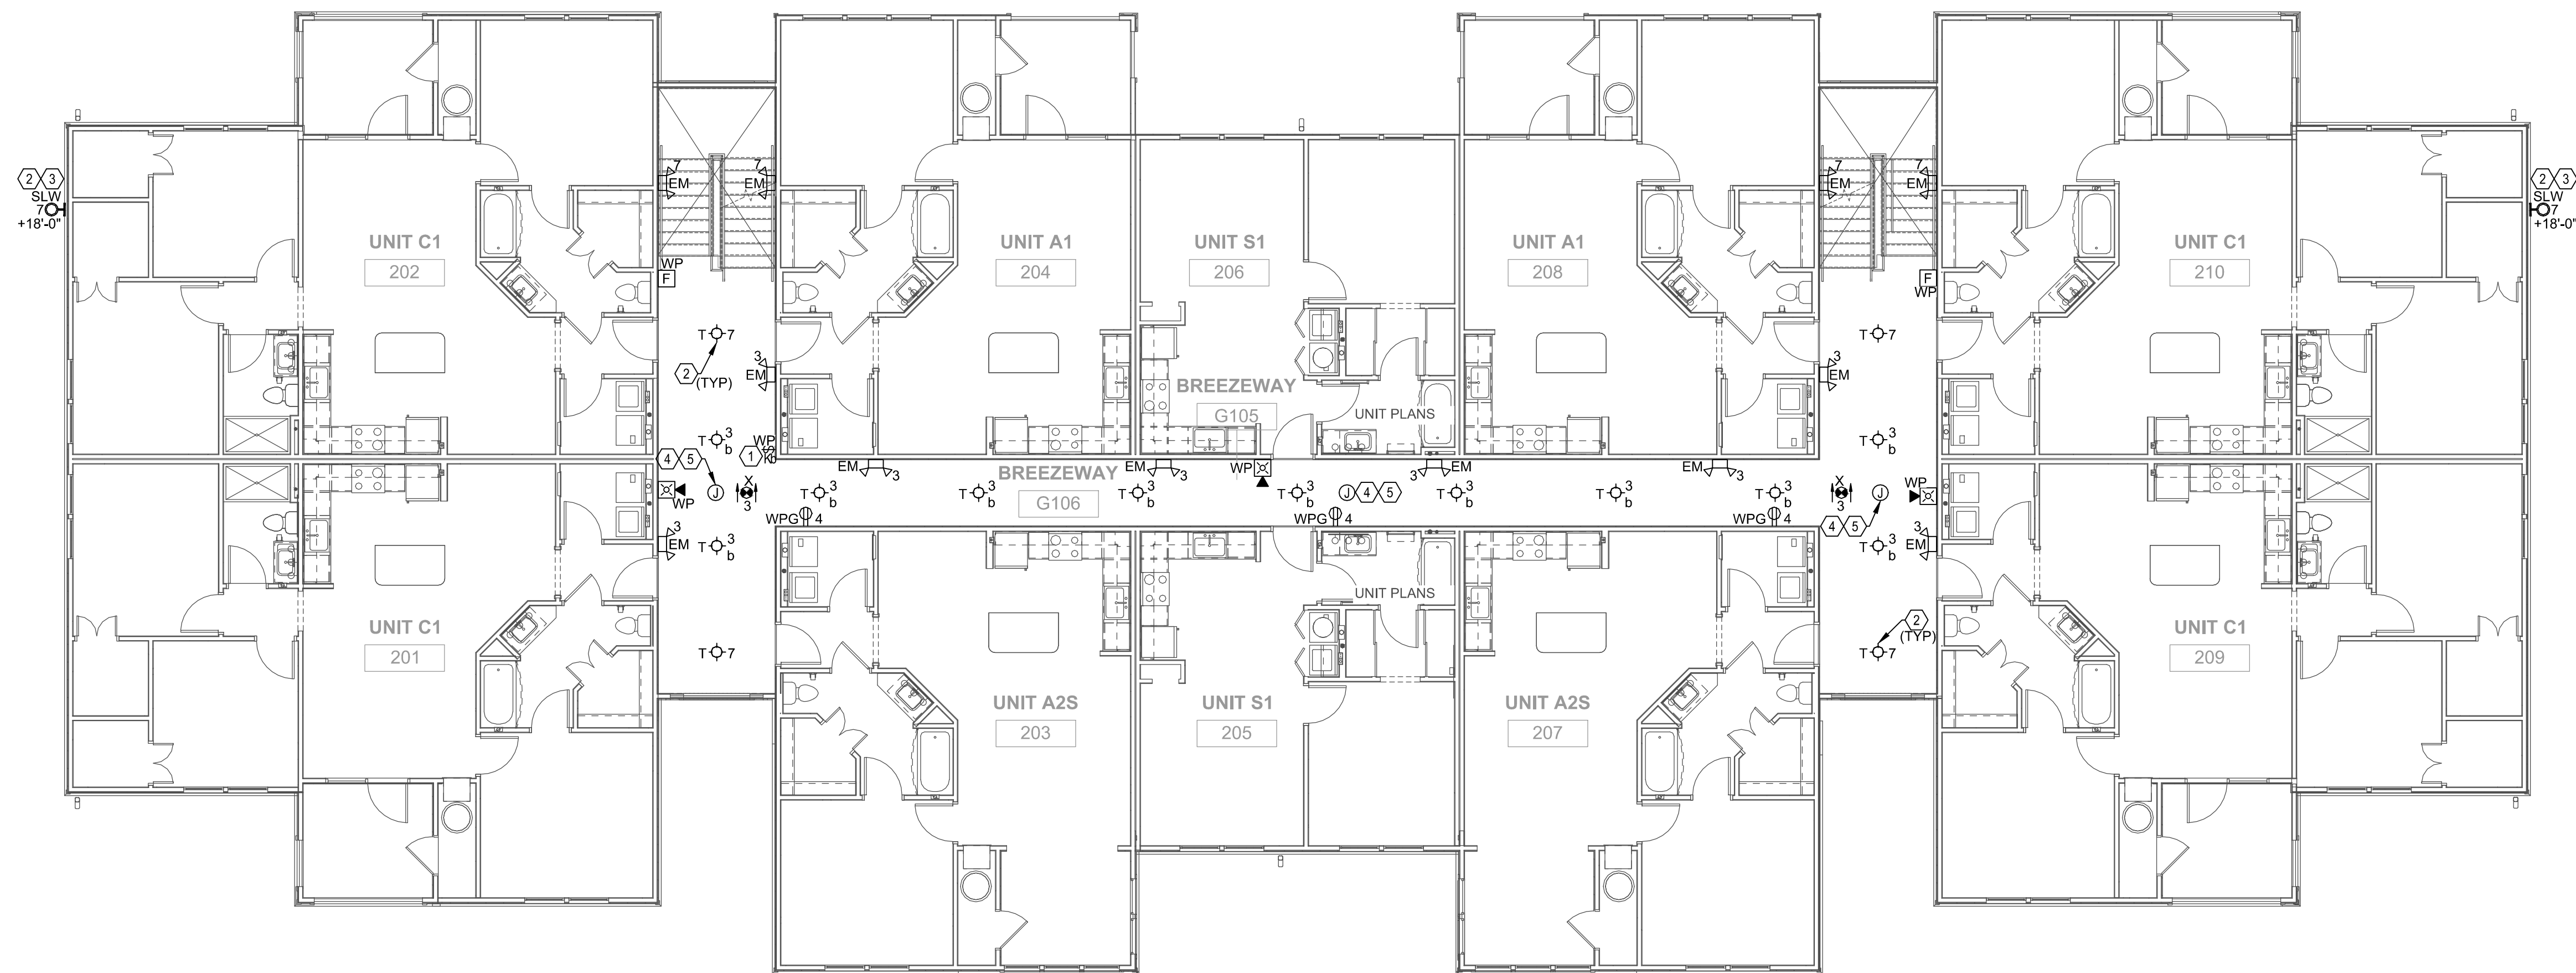 2 3
SLW
7
+18'-0"
7
EM
7
EM
7
EM
7
EM
2 3
SLW
7
+18'-0"
UNIT C1
202
UNIT A1
204
UNIT S1
206
UNIT A1
208
UNIT C1
210
WP
F
F
WP
T 7
2
(TYP)
3
EM
T 7
3
EM
BREEZEWAY
G105
UNIT PLANS
T 3
b
WP
1
T 3
b
4 5
J
X
3
WP
EM 3
BREEZEWAY
G106
EM 3
WP
3 EM
EM 3
T 3
b
T 3
b
T 3
b
T 3
b
J 4 5
T 3
b
T 3
b
T 3
b
X
3
J
WP
4 5
WPG 4
WPG 4
WPG 4
3
EM
T 3
b
T 3
b
3
EM
UNIT PLANS
UNIT C1
201
T 7
2
(TYP)
T 7
UNIT C1
209
UNIT A2S
203
UNIT S1
205
UNIT A2S
207